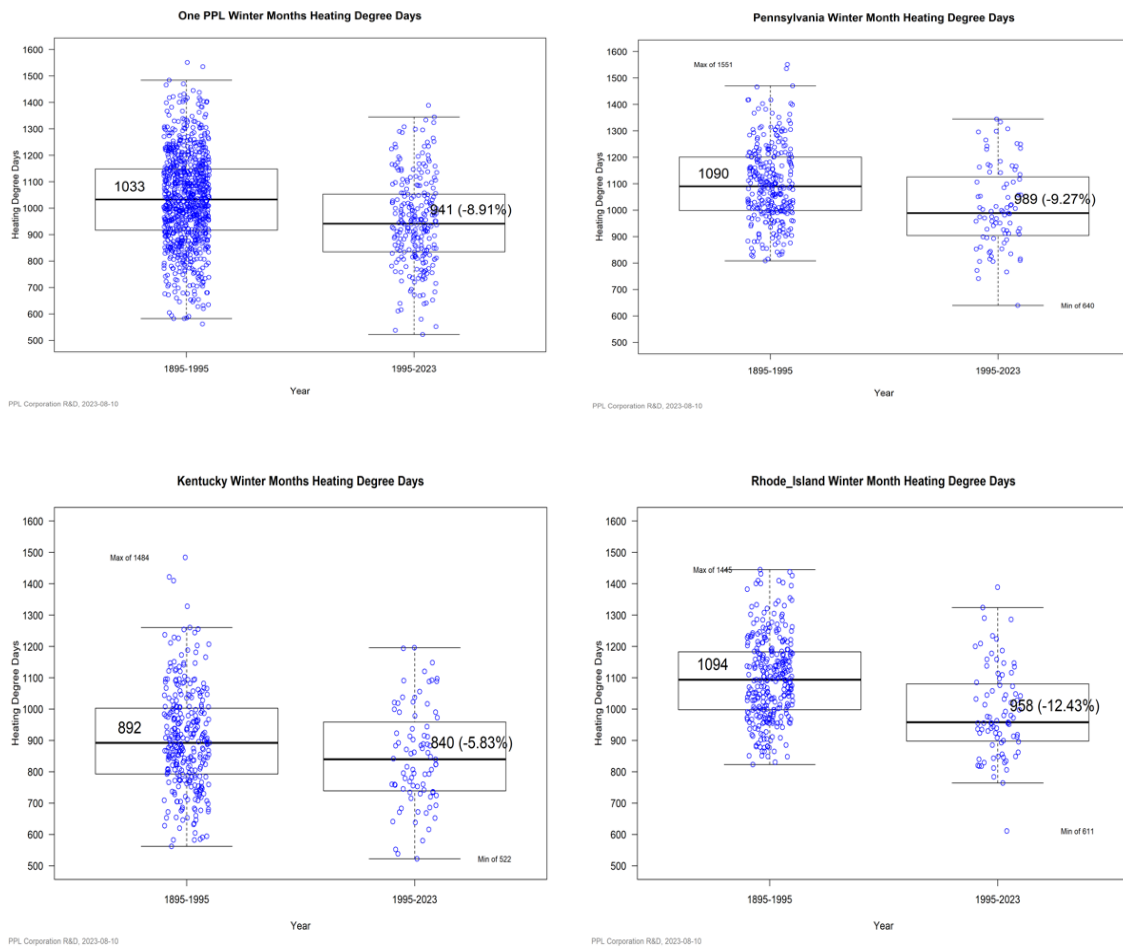 One PPL Winter Months Heating Degree Days
Heating Degree Days
1600
1500
1400
1300
1200
1100
1000
900
800
700
600
500
1033
941 (-8.91%)
1895-1995
1995-2023
Year
PPL Corporation R&D, 2023-08-10
Pennsylvania Winter Month Heating Degree Days
Heating Degree Days
1600
1500
1400
1300
1200
1100
1000
900
800
700
600
500
Max of 1551
1090
989 (-9.27%)
Min of 640
1895-1995
1995-2023
Year
PPL Corporation R&D, 2023-08-10
Kentucky Winter Months Heating Degree Days
Heating Degree Days
1600
1500
1400
1300
1200
1100
1000
900
800
700
600
500
Max of 1484
892
840 (-5.83%)
Min of 522
1895-1995
1995-2023
Year
PPL Corporation R&D, 2023-08-10
Rhode_Island Winter Month Heating Degree Days
Heating Degree Days
1600
1500
1400
1300
1200
1100
1000
900
800
700
600
500
Max of 1445
1094
958 (-12.43%)
Min of 611
1895-1995
1995-2023
Year
PPL Corporation R&D, 2023-08-10